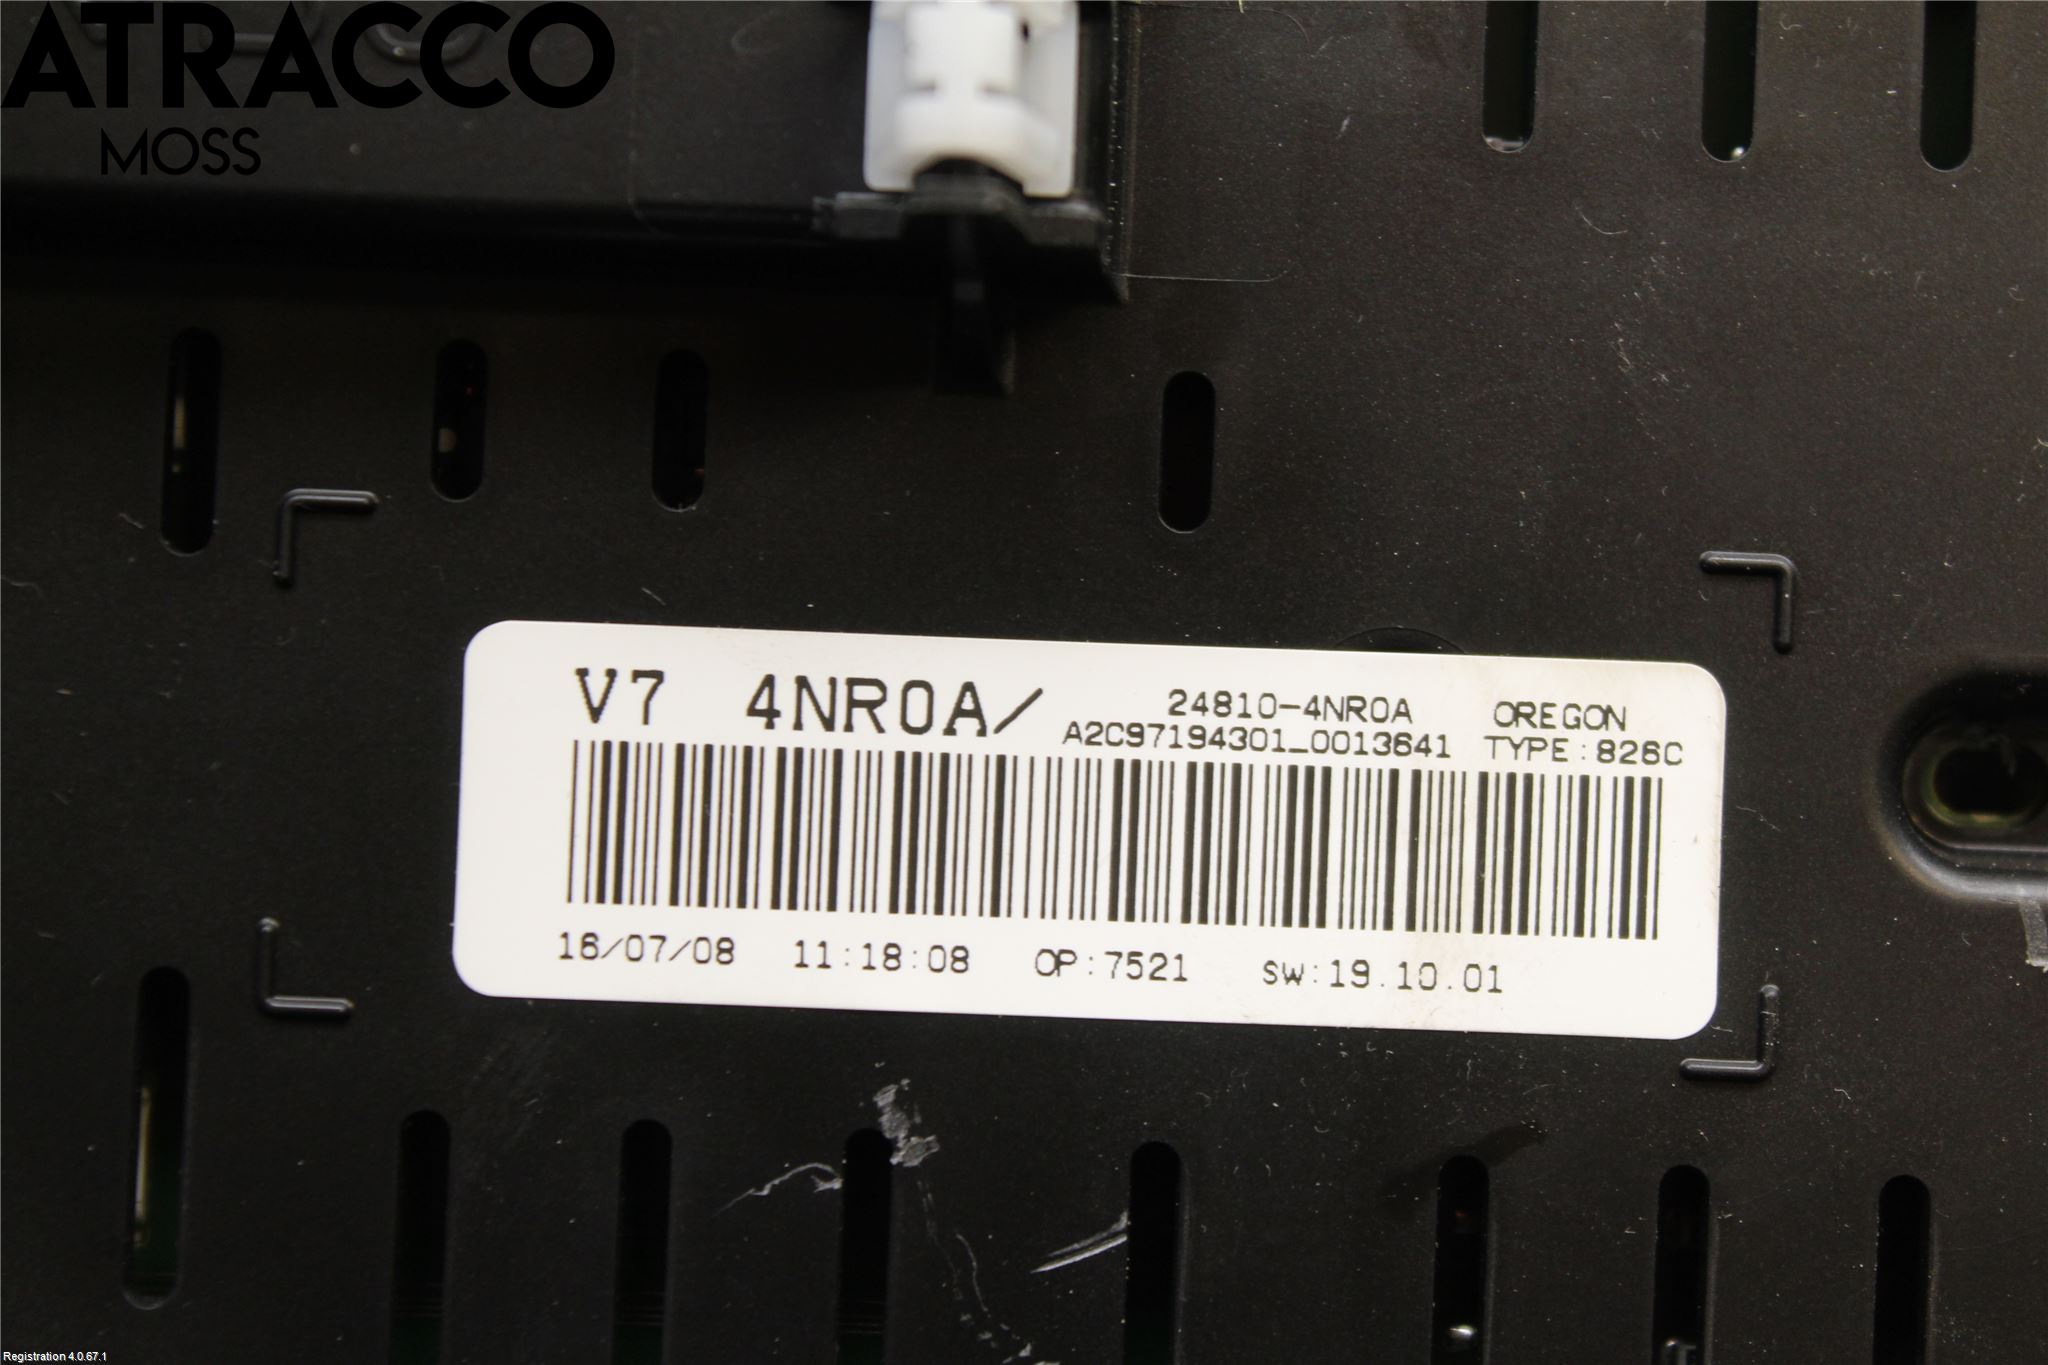 ATRACCO
MOSS
V7 4NR0A/ 24810-4NR0A OREGON
A2C97194301_0013641 TYPE:826C
16/07/08 11:18:08 OP:7521 SW:19.10.01
Registration 4.0.67.1